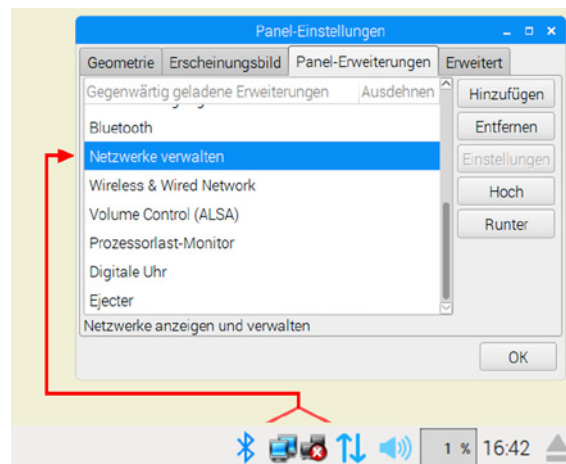 Panel-Einstellungen
Geometrie Erscheinungsbild Panel-Erweiterungen Erweitert
Gegenwärtig geladene Erweiterungen Ausdehnen
Hinzufügen
Bluetooth
Entfernen
Netzwerke verwalten
Einstellungen
Wireless & Wired Network
Hoch
Volume Control (ALSA)
Runter
Prozessorlast-Monitor
Digitale Uhr
Ejecter
Netzwerke anzeigen und verwalten
OK
1 % 16:42